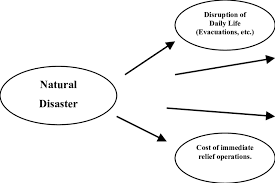 Disruption of
Daily Life
(Evacuations, etc.)
Natural
Disaster
Cost of immediate
relief operations.